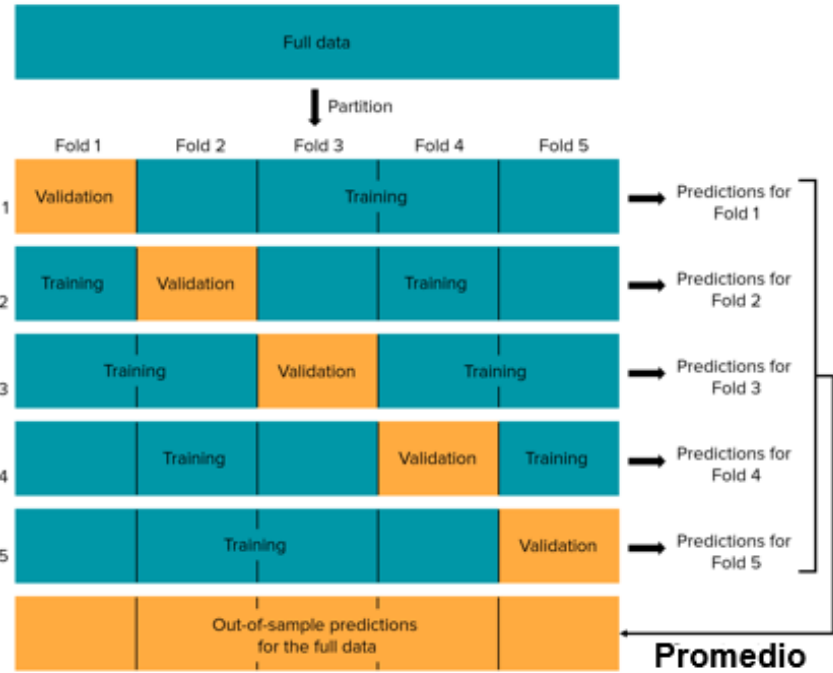 Full data
Partition
Fold 1 Fold 2 Fold 3 Fold 4 Fold 5
1 Validation Training Predictions for
Fold 1
2 Training Validation Training Predictions for
Fold 2
3 Training Validation Training Predictions for
Fold 3
4 Training Validation Training Predictions for
Fold 4
5 Training Validation Predictions for
Fold 5
Out-of-sample predictions
for the full data
Promedio